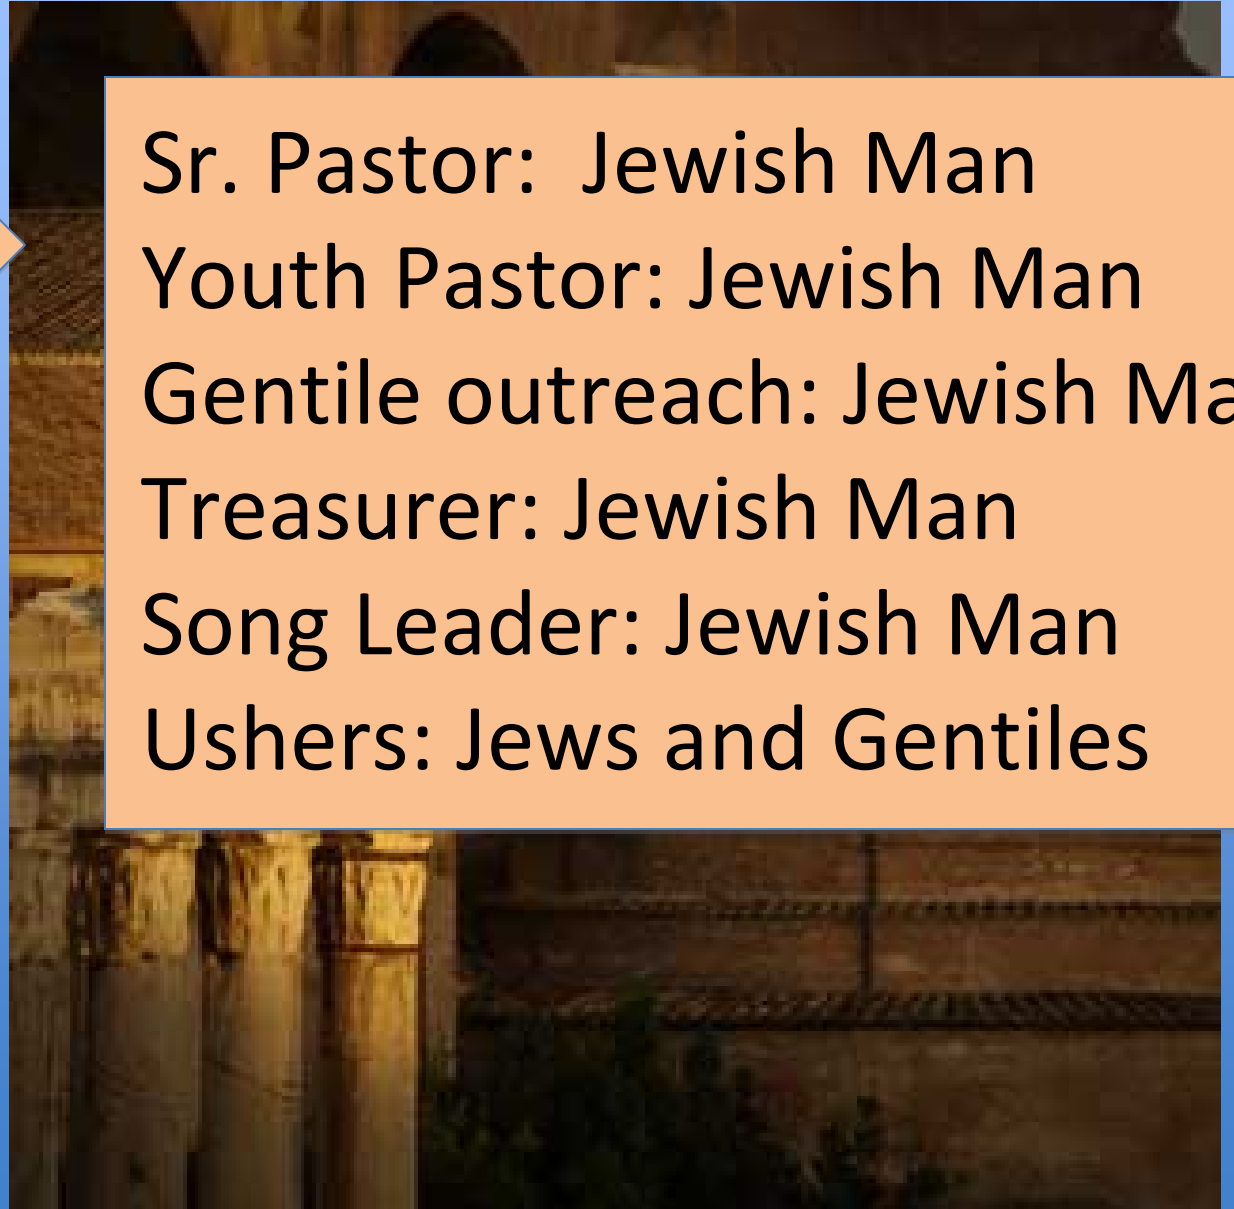 Sr. Pastor:  Jewish Man
Youth Pastor: Jewish Man
Gentile outreach: Jewish
Treasurer: Jewish Man
Song Leader: Jewish Man
Ushers: Jews and Gentiles